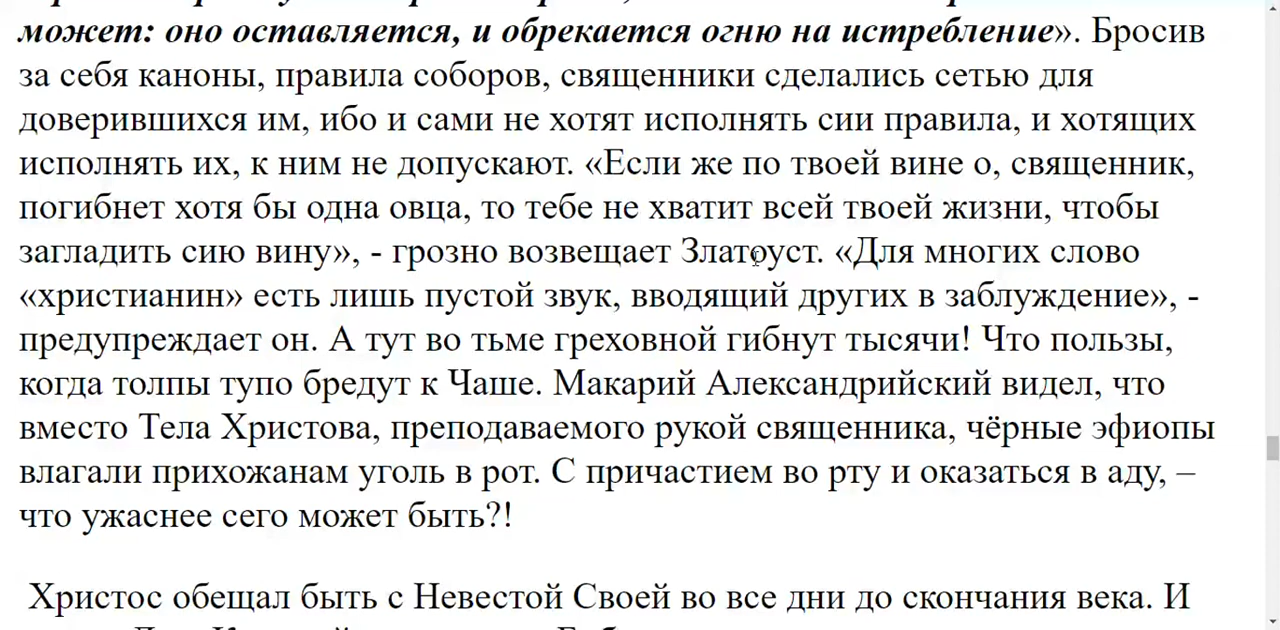 может: оно оставляется, и обрекается огню на истребление». Бросив
за себя каноны, правила соборов, священники сделались сетью для
доверившихся им, ибо и сами не хотят исполнять сии правила, и хотящих
исполнять их, к ним не допускают. «Если же по твоей вине о, священник,
погибнет хотя бы одна овца, то тебе не хватит всей твоей жизни, чтобы
загладить сию вину», - грозно возвещает Златоуст. «Для многих слово
«христианин» есть лишь пустой звук, вводящий других в заблуждение», -
предупреждает он. А тут во тьме греховной гибнут тысячи! Что пользы,
когда толпы тупо бредут к Чаше. Макарий Александрийский видел, что
вместо Тела Христова, преподаваемого рукой священника, чёрные эфиопы
влагали прихожанам уголь в рот. С причастием во рту и оказаться в аду, –
что ужаснее сего может быть?!
Христос обещал быть с Невестой Своей во все дни до скончания века. И